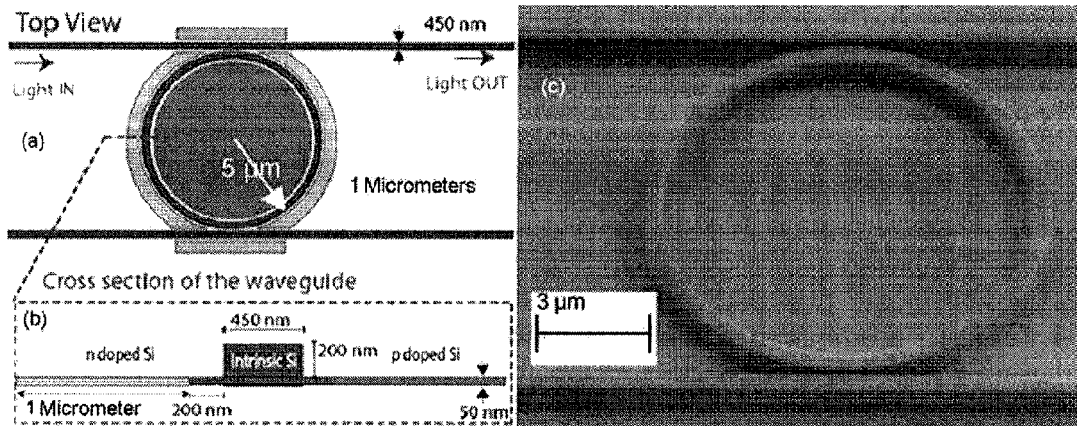 Top View
450 nm
Light IN
Light OUT
(a)
5 µm
1 Micrometers
Cross section of the waveguide
(b)
450 nm
n doped Si
Intrinsic Si
200 nm
p doped Si
1 Micrometer
200 nm
50 nm
(c)
3 µm